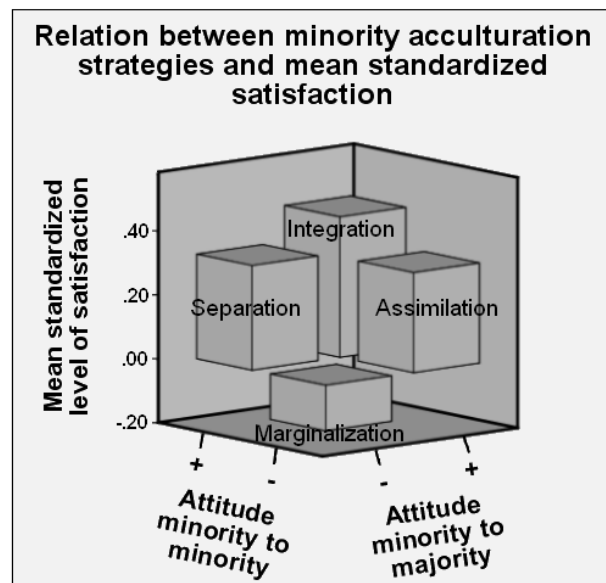 Relation between minority acculturation
strategies and mean standardized
satisfaction
Mean standardized
level of satisfaction
.40
.20
.00
-.20
Integration
Separation
Assimilation
Marginalization
+
-
-
+
Attitude
minority to
minority
Attitude
minority to
majority